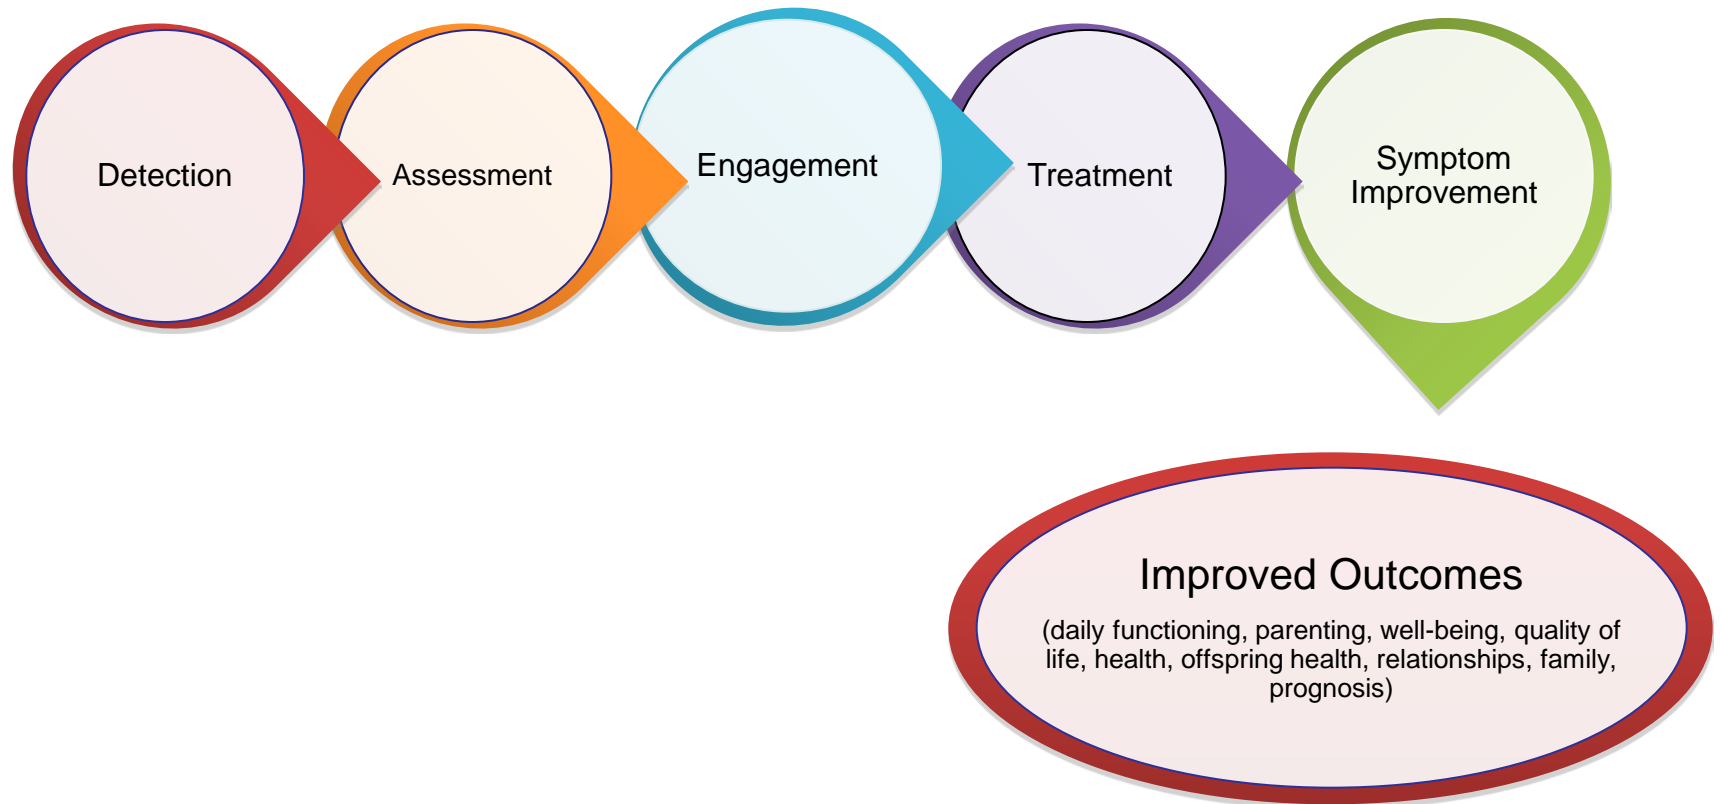 Detection
Assessment
Engagement
Treatment
Symptom
Improvement
Improved Outcomes
(daily functioning, parenting, well-being, quality of
life, health, offspring health, relationships, family,
prognosis)